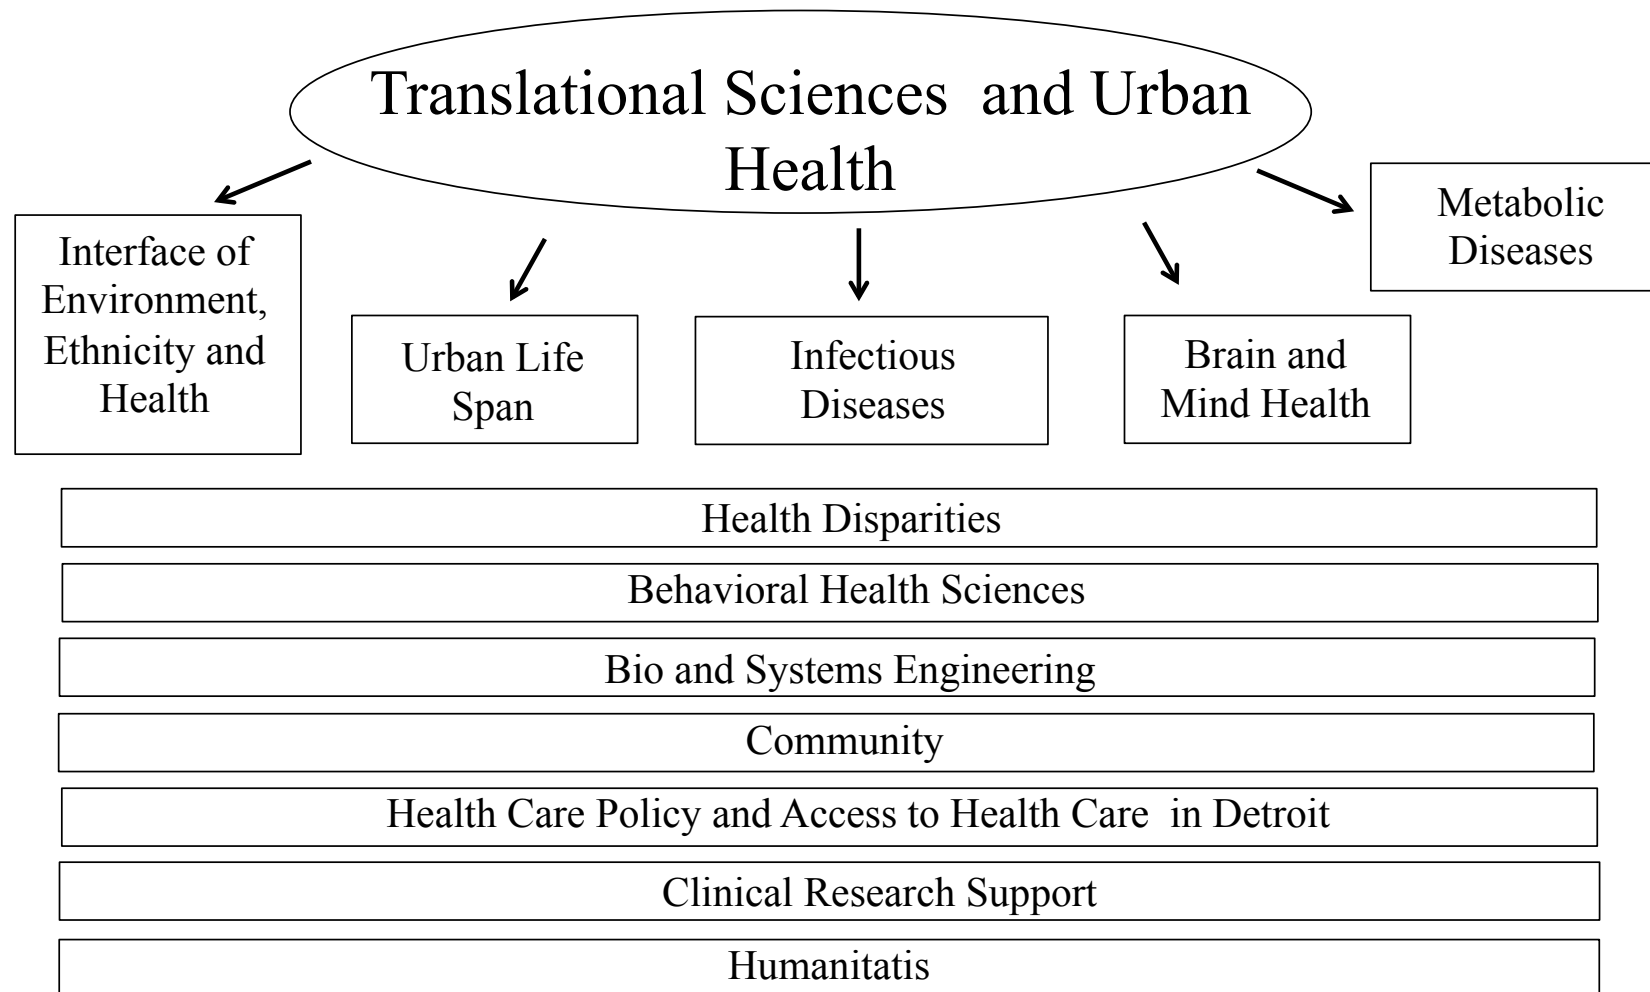 Translational Sciences  and Urban
Health
Interface of
Environment,
Ethnicity and
Health
Urban Life
Span
Infectious
Diseases
Brain and
Mind Health
Metabolic
Diseases
Health Disparities
Behavioral Health Sciences
Bio and Systems Engineering
Community
Health Care Policy and Access to Health Care  in Detroit
Clinical Research Support
Humanitatis